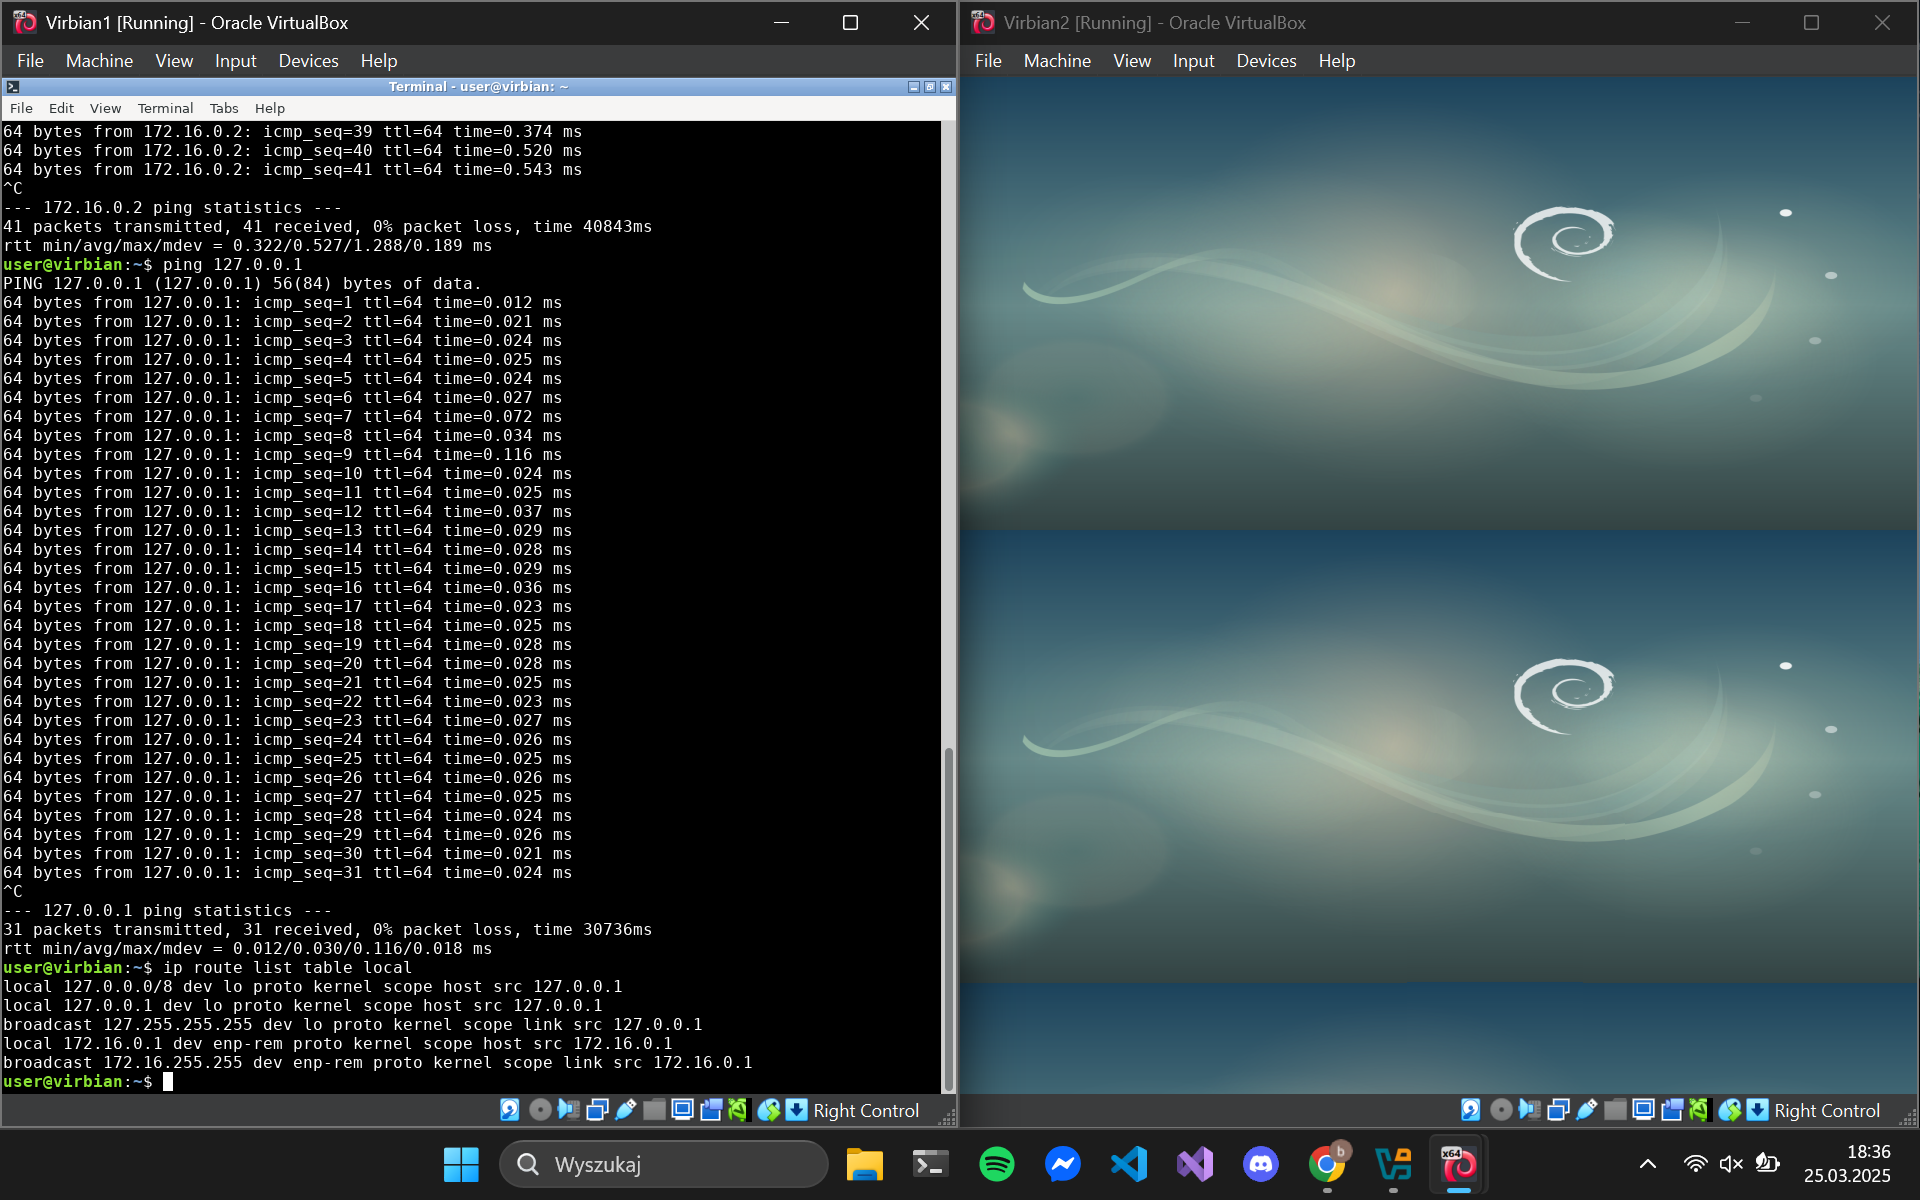 Virbian1 [Running] - Oracle VirtualBox
File Machine View Input Devices Help
Terminal - user@virbian: ~
File Edit View Terminal Tabs Help
64 bytes from 172.16.0.2: icmp_seq=39 ttl=64 time=0.374 ms
64 bytes from 172.16.0.2: icmp_seq=40 ttl=64 time=0.520 ms
64 bytes from 172.16.0.2: icmp_seq=41 ttl=64 time=0.543 ms
^C
--- 172.16.0.2 ping statistics ---
41 packets transmitted, 41 received, 0% packet loss, time 40843ms
rtt min/avg/max/mdev = 0.322/0.527/1.288/0.189 ms
user@virbian:~$ ping 127.0.0.1
PING 127.0.0.1 (127.0.0.1) 56(84) bytes of data.
64 bytes from 127.0.0.1: icmp_seq=1 ttl=64 time=0.012 ms
64 bytes from 127.0.0.1: icmp_seq=2 ttl=64 time=0.021 ms
64 bytes from 127.0.0.1: icmp_seq=3 ttl=64 time=0.024 ms
64 bytes from 127.0.0.1: icmp_seq=4 ttl=64 time=0.025 ms
64 bytes from 127.0.0.1: icmp_seq=5 ttl=64 time=0.024 ms
64 bytes from 127.0.0.1: icmp_seq=6 ttl=64 time=0.027 ms
64 bytes from 127.0.0.1: icmp_seq=7 ttl=64 time=0.072 ms
64 bytes from 127.0.0.1: icmp_seq=8 ttl=64 time=0.034 ms
64 bytes from 127.0.0.1: icmp_seq=9 ttl=64 time=0.116 ms
64 bytes from 127.0.0.1: icmp_seq=10 ttl=64 time=0.024 ms
64 bytes from 127.0.0.1: icmp_seq=11 ttl=64 time=0.025 ms
64 bytes from 127.0.0.1: icmp_seq=12 ttl=64 time=0.037 ms
64 bytes from 127.0.0.1: icmp_seq=13 ttl=64 time=0.029 ms
64 bytes from 127.0.0.1: icmp_seq=14 ttl=64 time=0.028 ms
64 bytes from 127.0.0.1: icmp_seq=15 ttl=64 time=0.029 ms
64 bytes from 127.0.0.1: icmp_seq=16 ttl=64 time=0.036 ms
64 bytes from 127.0.0.1: icmp_seq=17 ttl=64 time=0.023 ms
64 bytes from 127.0.0.1: icmp_seq=18 ttl=64 time=0.025 ms
64 bytes from 127.0.0.1: icmp_seq=19 ttl=64 time=0.028 ms
64 bytes from 127.0.0.1: icmp_seq=20 ttl=64 time=0.028 ms
64 bytes from 127.0.0.1: icmp_seq=21 ttl=64 time=0.025 ms
64 bytes from 127.0.0.1: icmp_seq=22 ttl=64 time=0.023 ms
64 bytes from 127.0.0.1: icmp_seq=23 ttl=64 time=0.027 ms
64 bytes from 127.0.0.1: icmp_seq=24 ttl=64 time=0.026 ms
64 bytes from 127.0.0.1: icmp_seq=25 ttl=64 time=0.025 ms
64 bytes from 127.0.0.1: icmp_seq=26 ttl=64 time=0.026 ms
64 bytes from 127.0.0.1: icmp_seq=27 ttl=64 time=0.025 ms
64 bytes from 127.0.0.1: icmp_seq=28 ttl=64 time=0.024 ms
64 bytes from 127.0.0.1: icmp_seq=29 ttl=64 time=0.026 ms
64 bytes from 127.0.0.1: icmp_seq=30 ttl=64 time=0.021 ms
64 bytes from 127.0.0.1: icmp_seq=31 ttl=64 time=0.024 ms
^C
--- 127.0.0.1 ping statistics ---
31 packets transmitted, 31 received, 0% packet loss, time 30736ms
rtt min/avg/max/mdev = 0.012/0.030/0.116/0.018 ms
user@virbian:~$ ip route list table local
local 127.0.0.0/8 dev lo proto kernel scope host src 127.0.0.1
local 127.0.0.1 dev lo proto kernel scope host src 127.0.0.1
broadcast 127.255.255.255 dev lo proto kernel scope link src 127.0.0.1
local 172.16.0.1 dev enp-rem proto kernel scope host src 172.16.0.1
broadcast 172.16.255.255 dev enp-rem proto kernel scope link src 172.16.0.1
user@virbian:~$
Right Control
Virbian2 [Running] - Oracle VirtualBox
File Machine View Input Devices Help
Right Control
Wyszukaj
b
x64
18:36
25.03.2025